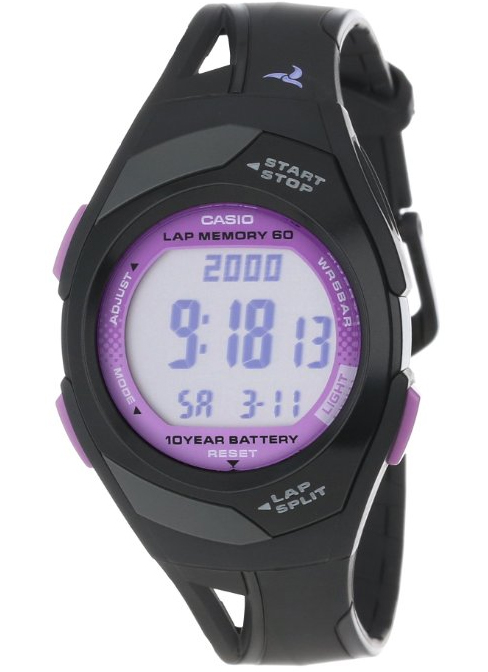 START
STOP
CASIO
LAP MEMORY 60
2000
ADJUST
WR5BAR
9:18 13
MODE
LIGHT
SA 3-11
10YEAR BATTERY
RESET
LAP
SPLIT